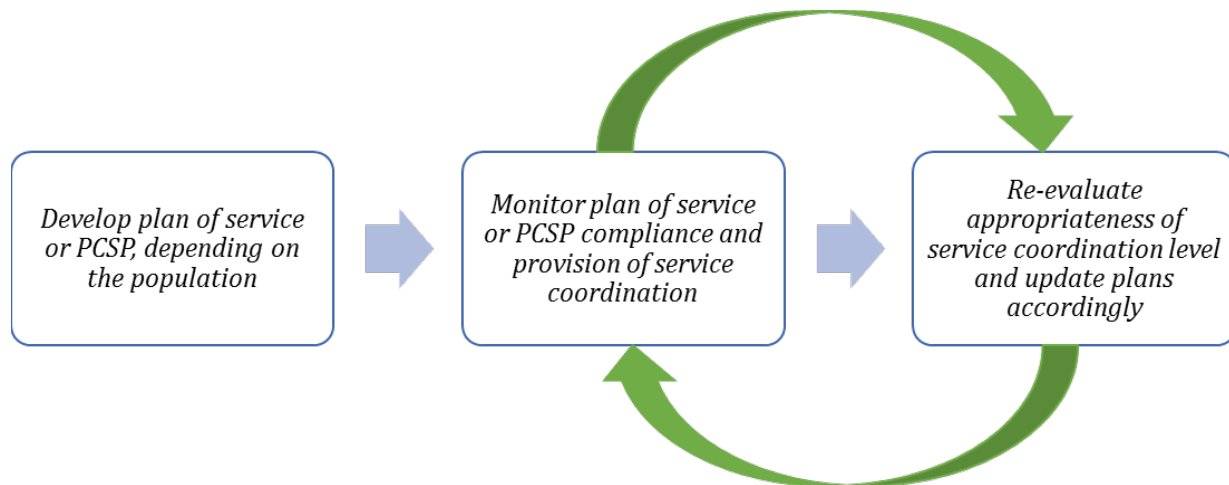 Develop plan of service
or PCSP, depending on
the population
Monitor plan of service
or PCSP compliance and
provision of service
coordination
Re-evaluate
appropriateness of
service coordination level
and update plans
accordingly